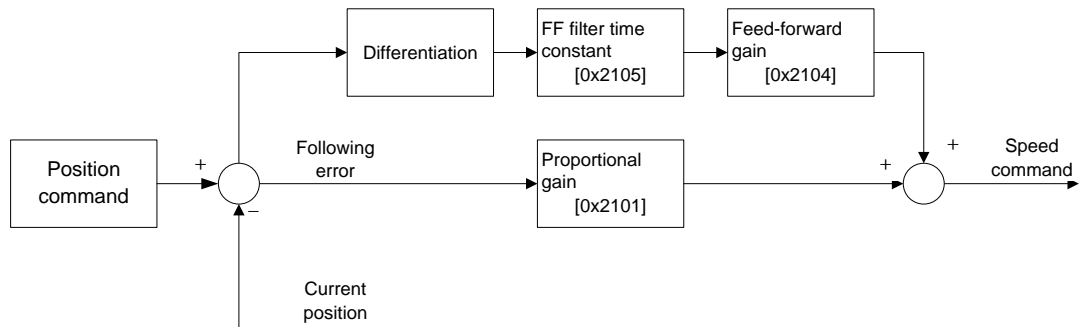 Differentiation
FF filter time
constant
[0x2105]
Feed-forward
gain
[0x2104]
Position
command
+
−
Following
error
Proportional
gain
[0x2101]
+
+
Speed
command
Current
position